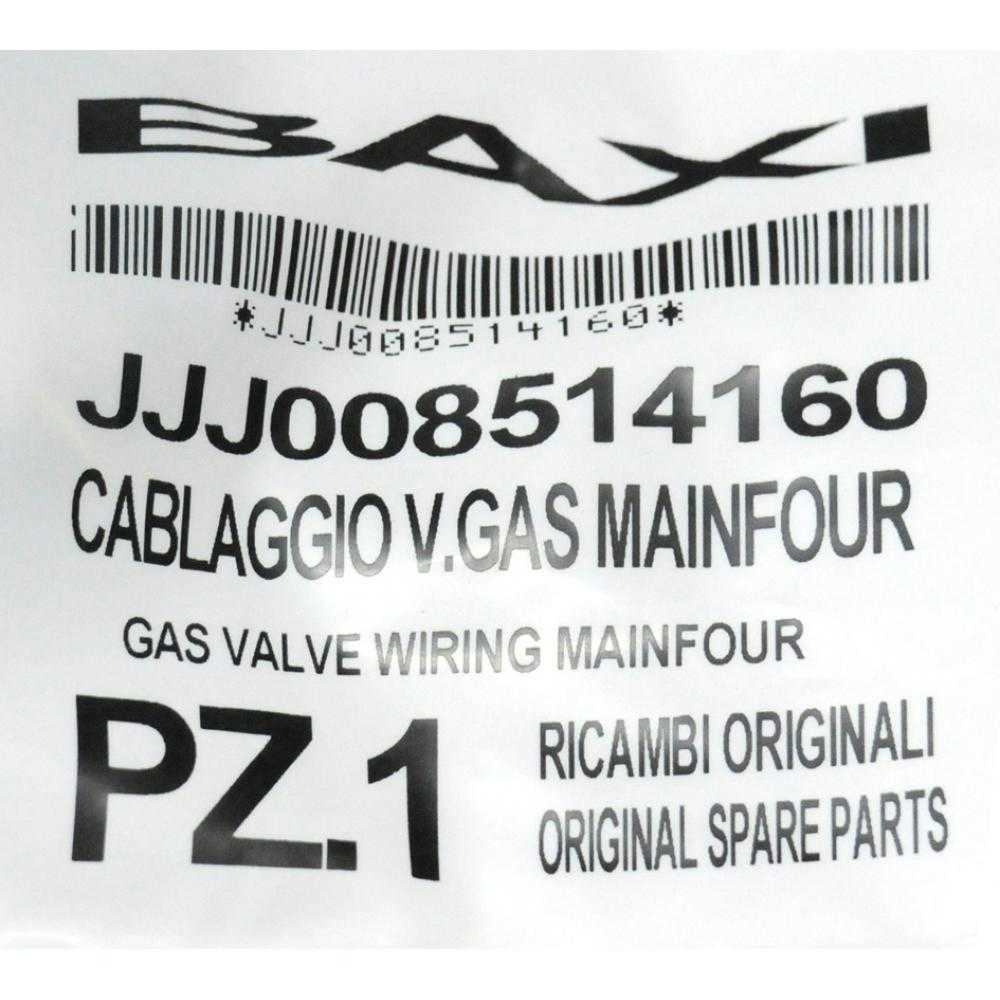 BAXI
*JJJ008514160*
JJJ008514160
CABLAGGIO V.GAS MAINFOUR
GAS VALVE WIRING MAINFOUR
PZ.1
RICAMBI ORIGINALI
ORIGINAL SPARE PARTS